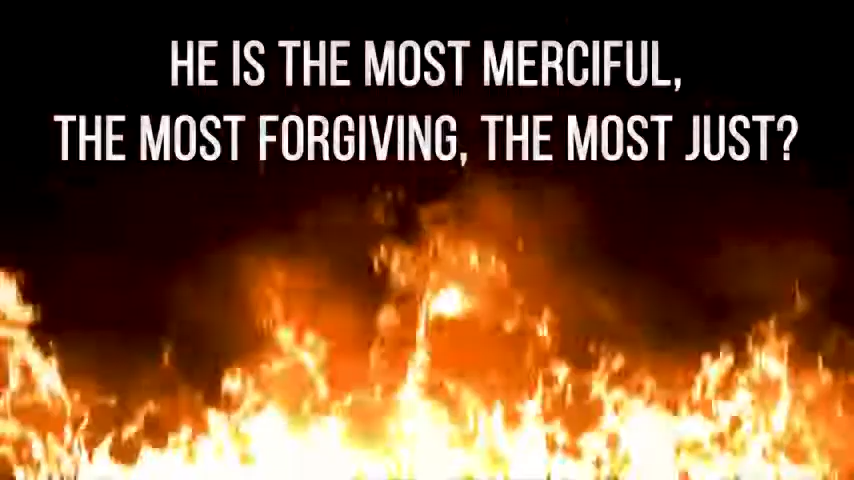 HE IS THE MOST MERCIFUL,
THE MOST FORGIVING, THE MOST JUST?